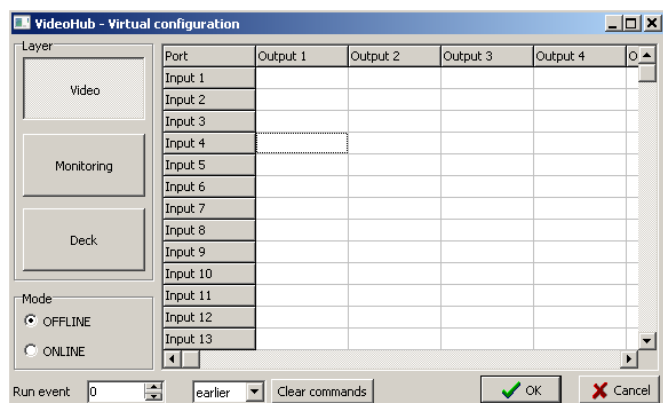 VideoHub - Virtual configuration
Layer
Video
Monitoring
Deck
Mode
OFFLINE
ONLINE
Port Output 1 Output 2 Output 3 Output 4 O
Input 1
Input 2
Input 3
Input 4
Input 5
Input 6
Input 7
Input 8
Input 9
Input 10
Input 11
Input 12
Input 13
Run event 0 earlier Clear commands OK Cancel